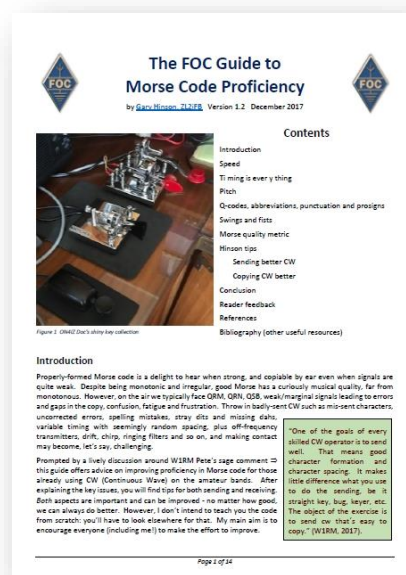 FOC
The FOC Guide to
Morse Code Proficiency
FOC
by Gary Hinson, ZL2iFB Version 1.2 December 2017
Contents
Introduction
Speed
Ti ming is ever y thing
Pitch
Q-codes, abbreviations, punctuation and prosigns
Swings and fists
Morse quality metric
Hinson tips
Sending better CW
Copying CW better
Conclusion
Reader feedback
References
Bibliography (other useful resources)
Figure 1 ON4IZ Doc's shiny key collection
Introduction
Properly-formed Morse code is a delight to hear when strong, and copiable by ear even when signals are
quite weak. Despite being monotonic and irregular, good Morse has a curiously musical quality, far from
monotonous. However, on the air we typically face QRM, QRN, QSB, weak/marginal signals leading to errors
and gaps in the copy, confusion, fatigue and frustration. Throw in badly-sent CW such as mis-sent characters,
uncorrected errors, spelling mistakes, stray dits and missing dahs,
variable timing with seemingly random spacing, plus off-frequency
transmitters, drift, chirp, ringing filters and so on, and making contact
may become, let's say, challenging.
Prompted by a lively discussion around W1RM Pete's sage comment ⇒
this guide offers advice on improving proficiency in Morse code for those
already using CW (Continuous Wave) on the amateur bands. After
explaining the key issues, you will find tips for both sending and receiving.
Both aspects are important and can be improved - no matter how good,
we can always do better. However, I don't intend to teach you the code
from scratch: you'll have to look elsewhere for that. My main aim is to
encourage everyone (including me!) to make the effort to improve.
"One of the goals of every
skilled CW operator is to send
well. That means good
character formation and
character spacing. It makes
little difference what you use
to do the sending, be it
straight key, bug, keyer, etc.
The object of the exercise is
to send cw that's easy to
copy." (W1RM, 2017).
Page 1 of 14